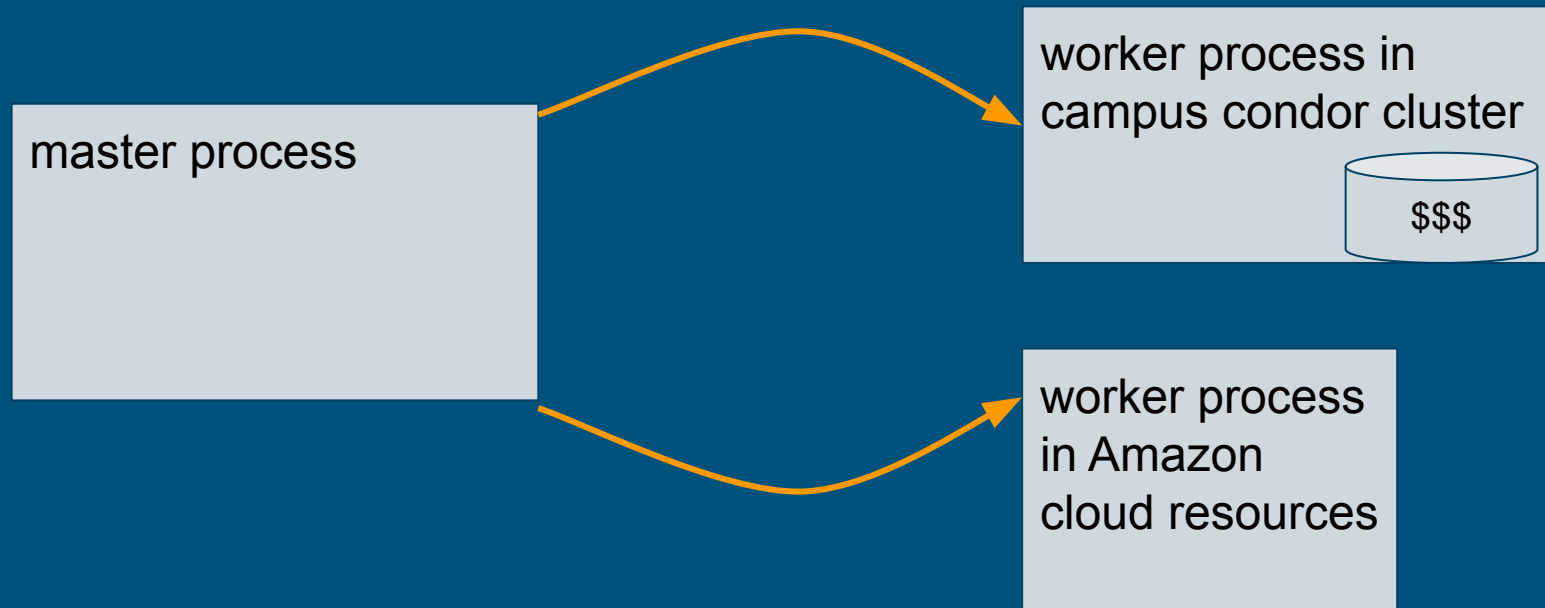 master process
worker process in
campus condor cluster
$$$
worker process
in Amazon
cloud resources